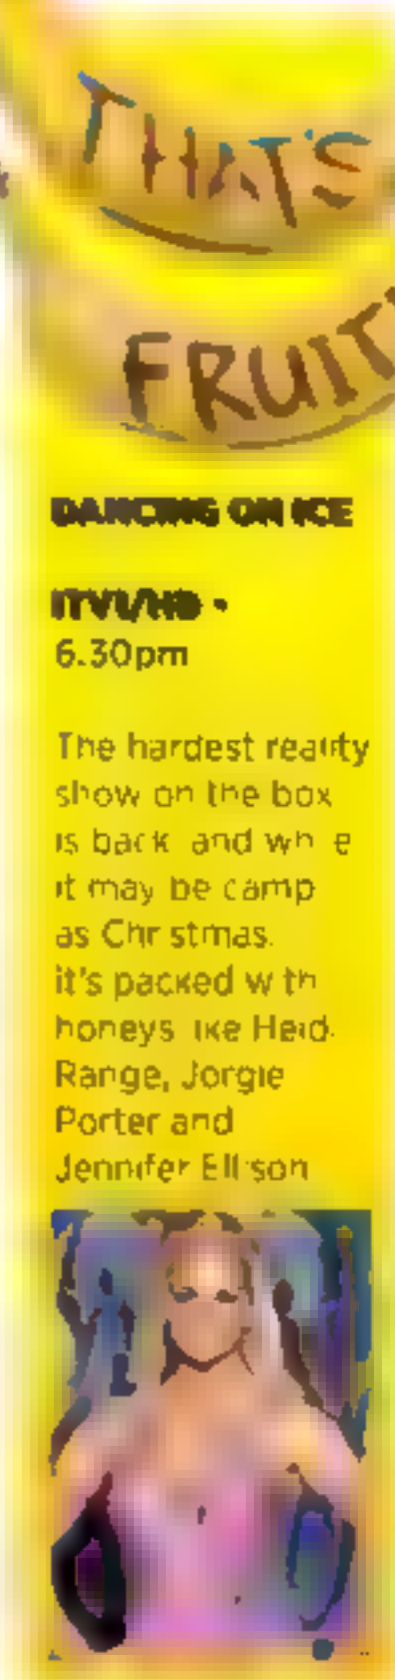 THAT'S
FRUIT
DANCING ON ICE
ITV1/HD •
6.30pm
The hardest reality
show on the box
is back and while
it may be camp
as Christmas.
it's packed with
honeys like Heidi
Range, Jorgie
Porter and
Jennifer Ellison